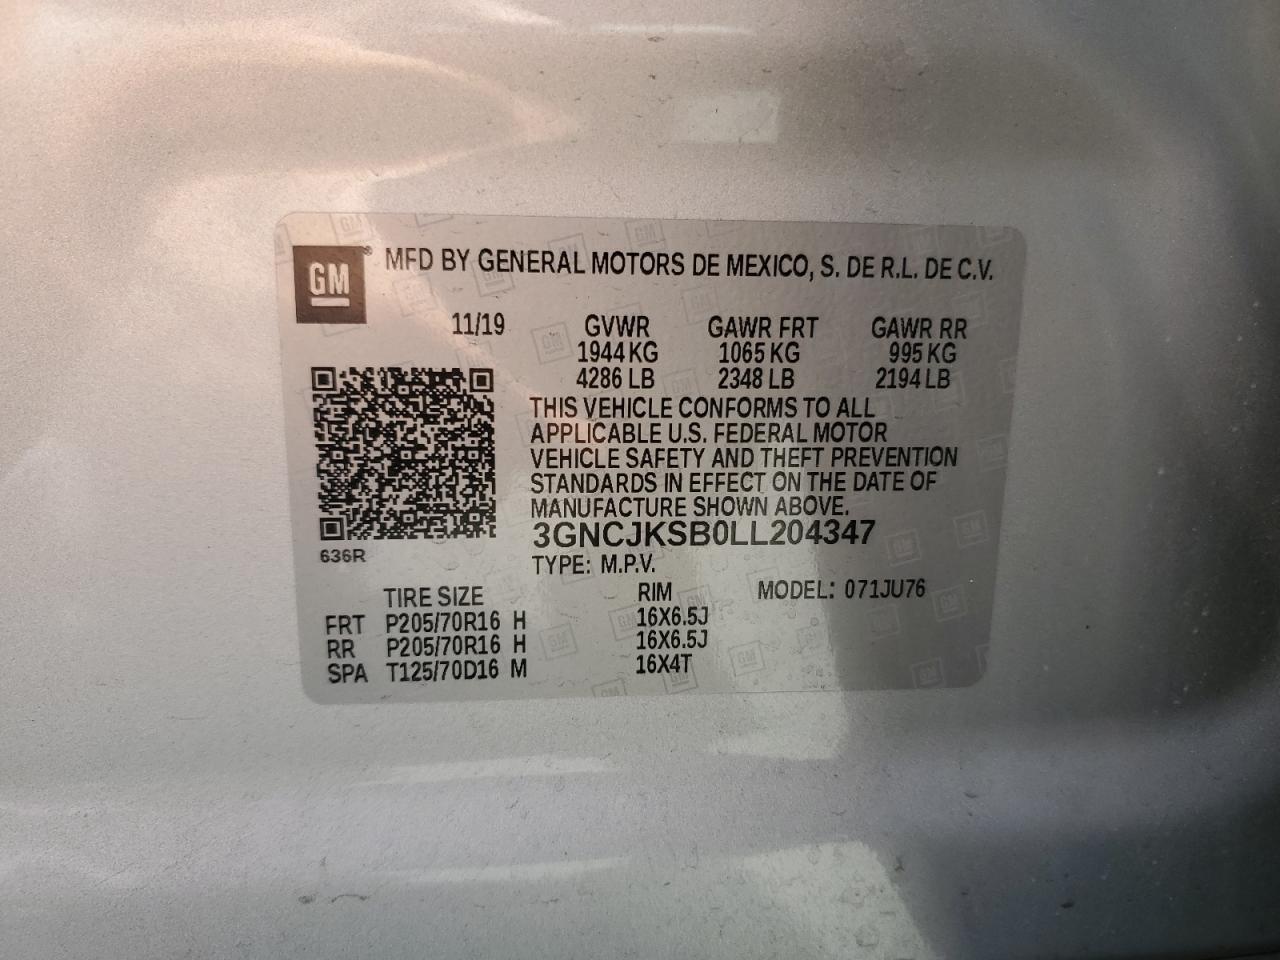 GM® MFD BY GENERAL MOTORS DE MEXICO, S. DE R.L. DE C.V.
11/19 GVWR GAWR FRT GAWR RR
1944 KG 1065 KG 995 KG
4286 LB 2348 LB 2194 LB
THIS VEHICLE CONFORMS TO ALL
APPLICABLE U.S. FEDERAL MOTOR
VEHICLE SAFETY AND THEFT PREVENTION
STANDARDS IN EFFECT ON THE DATE OF
MANUFACTURE SHOWN ABOVE.
3GNCJKSB0LL204347
636R
TYPE: M.P.V.
TIRE SIZE RIM MODEL: 071JU76
FRT P205/70R16 H 16X6.5J
RR P205/70R16 H 16X6.5J
SPA T125/70D16 M 16X4T